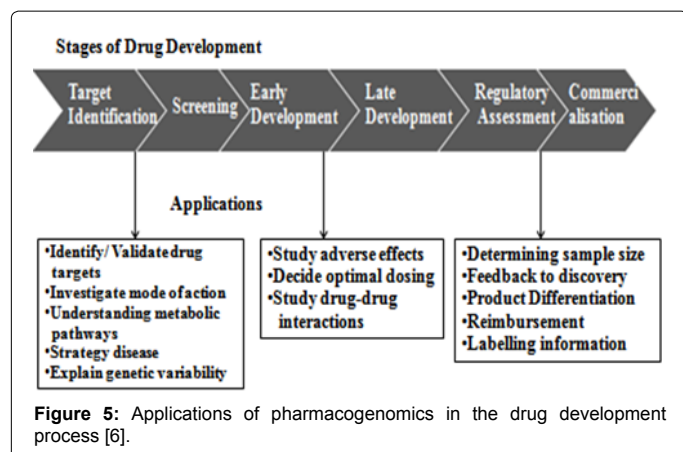 Stages of Drug Development
Target
Identification
Screening
Early
Development
Late
Development
Regulatory
Assessment
Commerci
alisation
Applications
•Identify/ Validate drug
targets
•Investigate mode of action
•Understanding metabolic
pathways
•Strategy disease
•Explain genetic variability
•Study adverse effects
•Decide optimal dosing
•Study drug-drug
interactions
•Determining sample size
•Feedback to discovery
•Product Differentiation
•Reimbursement
•Labelling information
Figure 5: Applications of pharmacogenomics in the drug development
process [6].